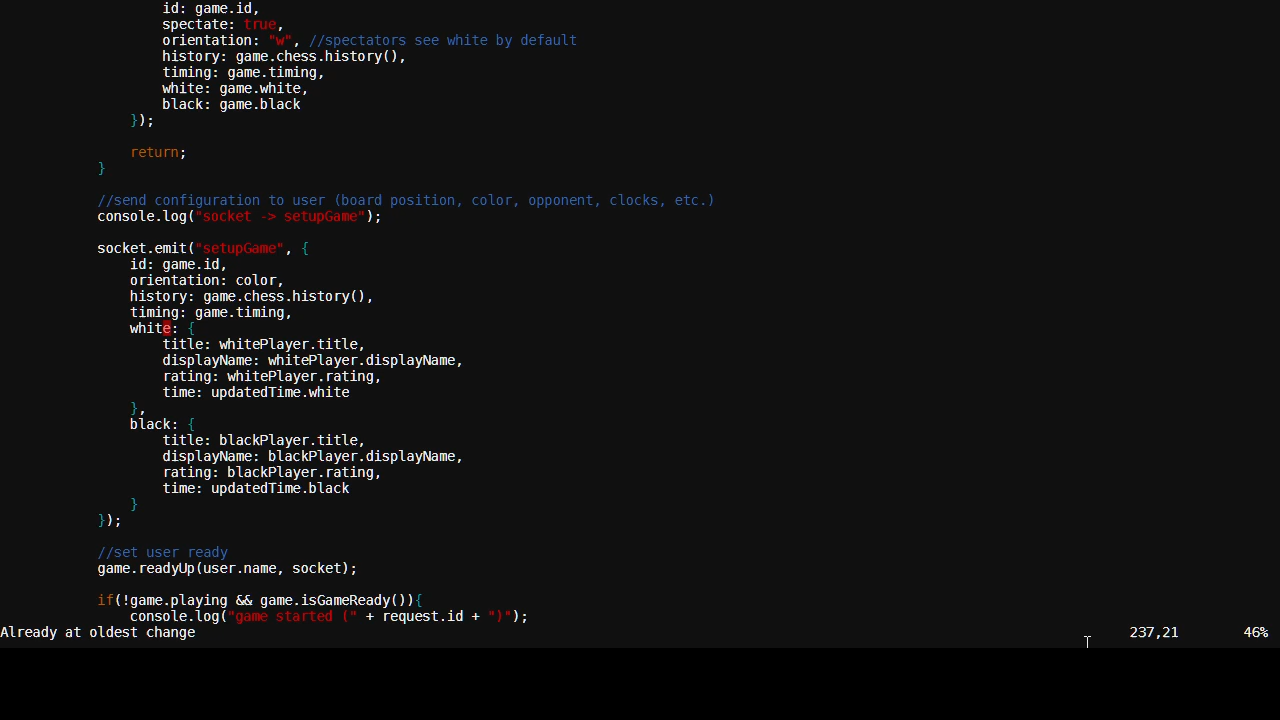 id: game.id,
spectate: true,
orientation: "w", //spectators see white by default
history: game.chess.history(),
timing: game.timing,
white: game.white,
black: game.black
});
return;
}
//send configuration to user (board position, color, opponent, clocks, etc.)
console.log("socket -> setupGame");
socket.emit("setupGame", {
id: game.id,
orientation: color,
history: game.chess.history(),
timing: game.timing,
white: {
title: whitePlayer.title,
displayName: whitePlayer.displayName,
rating: whitePlayer.rating,
time: updatedTime.white
},
black: {
title: blackPlayer.title,
displayName: blackPlayer.displayName,
rating: blackPlayer.rating,
time: updatedTime.black
}
});
//set user ready
game.readyUp(user.name, socket);
if(!game.playing && game.isGameReady()){
console.log("game started (" + request.id + ")");
Already at oldest change 237,21 46%